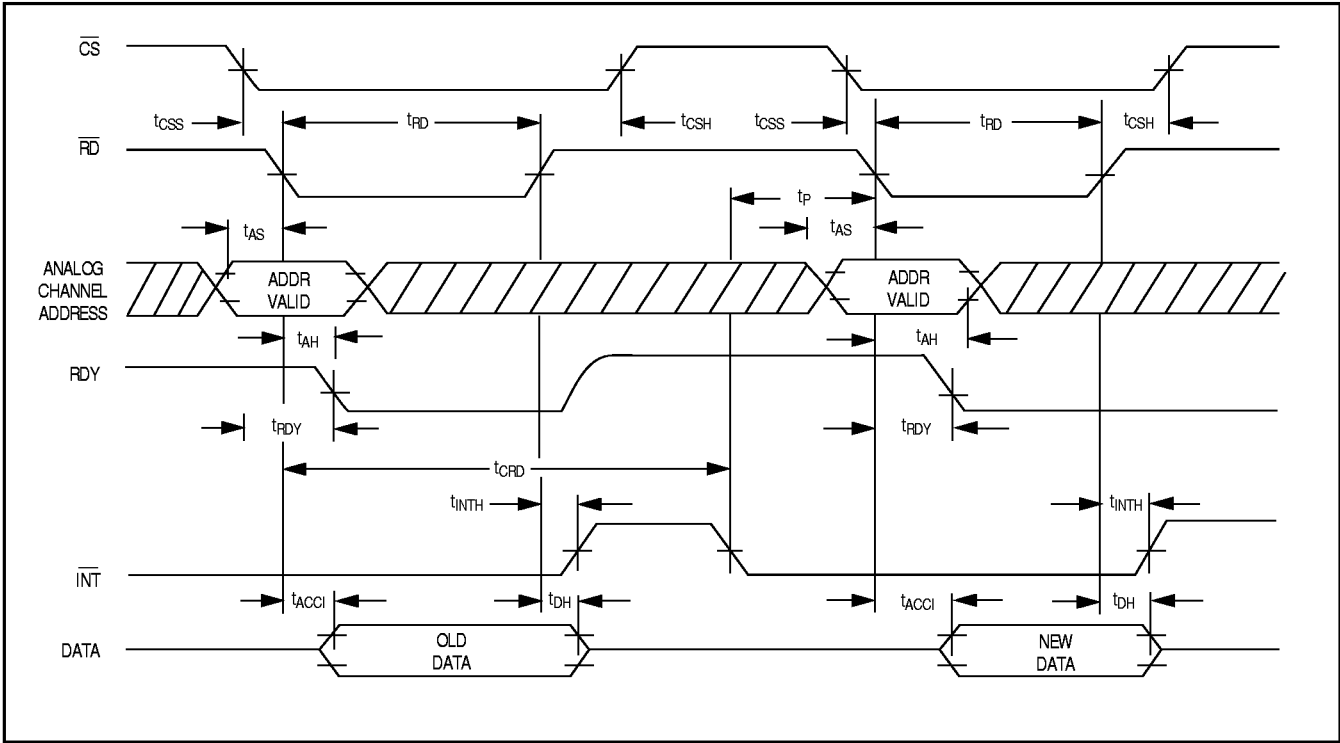 CS
tCSS tRD tCSH tCSS tRD tCSH
RD
tP
tAS tAS
ANALOG
CHANNEL
ADDRESS
ADDR
VALID
ADDR
VALID
tAH tAH
RDY
tRDY tRDY
tCRD
tINTH tINTH
INT
tACCI tDH tACCI tDH
DATA
OLD
DATA
NEW
DATA